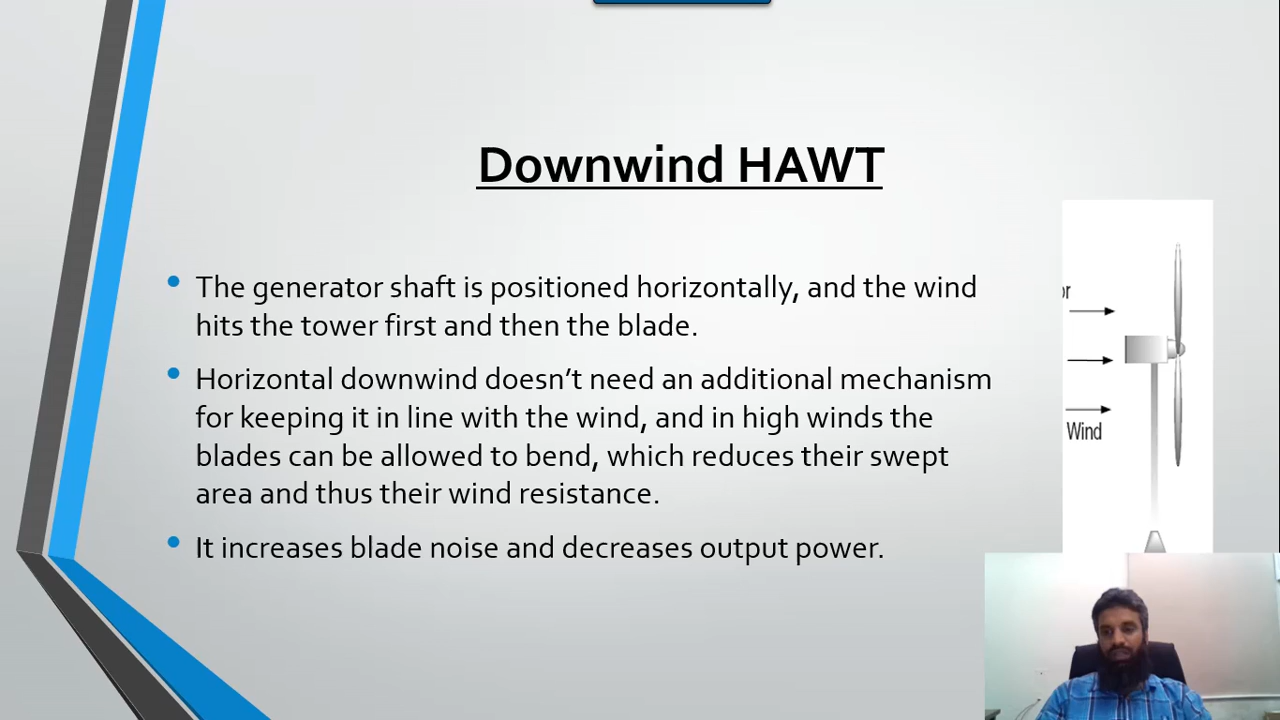 Downwind HAWT
The generator shaft is positioned horizontally, and the wind
hits the tower first and then the blade.
Horizontal downwind doesn’t need an additional mechanism
for keeping it in line with the wind, and in high winds the
blades can be allowed to bend, which reduces their swept
area and thus their wind resistance.
It increases blade noise and decreases output power.
Wind